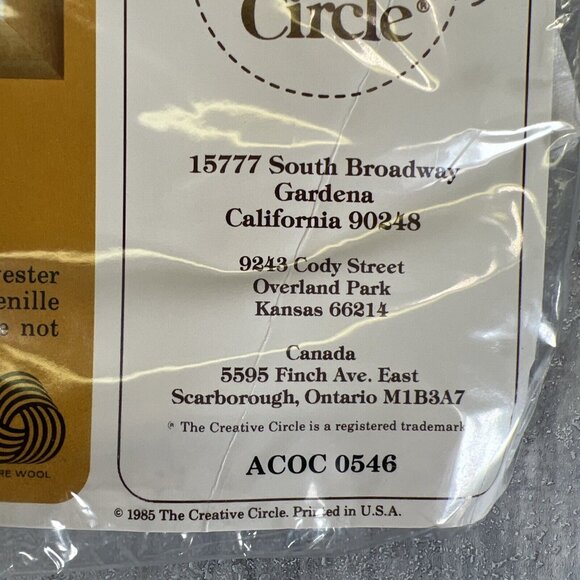 Circle®
15777 South Broadway
Gardena
California 90248
9243 Cody Street
Overland Park
Kansas 66214
Canada
5595 Finch Ave. East
Scarborough, Ontario M1B3A7
® The Creative Circle is a registered trademark
ACOC 0546
© 1985 The Creative Circle. Printed in U.S.A.
yester
enille
e not
RE WOOL